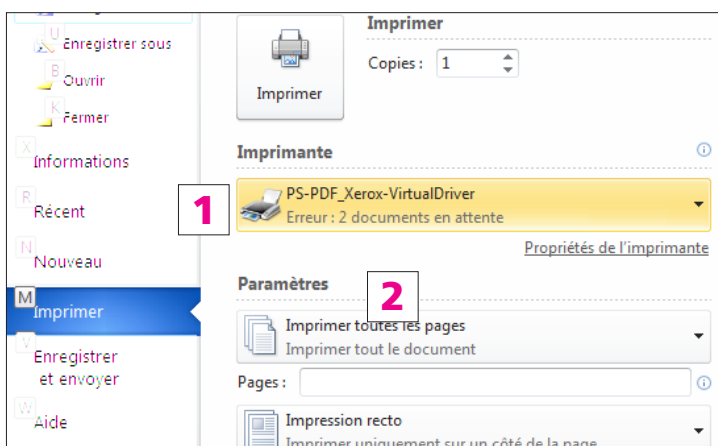 U
Enregistrer sous
B
Ouvrir
K
Fermer
X
Informations
R
Récent
N
Nouveau
M
Imprimer
V
Enregistrer
et envoyer
W
Aide
Imprimer
Imprimer
Copies : 1
Imprimante
1
PS-PDF_Xerox-VirtualDriver
Erreur : 2 documents en attente
Propriétés de l'imprimante
Paramètres
2
Imprimer toutes les pages
Imprimer tout le document
Pages :
Impression recto
Imprimer uniquement sur un côté de la page